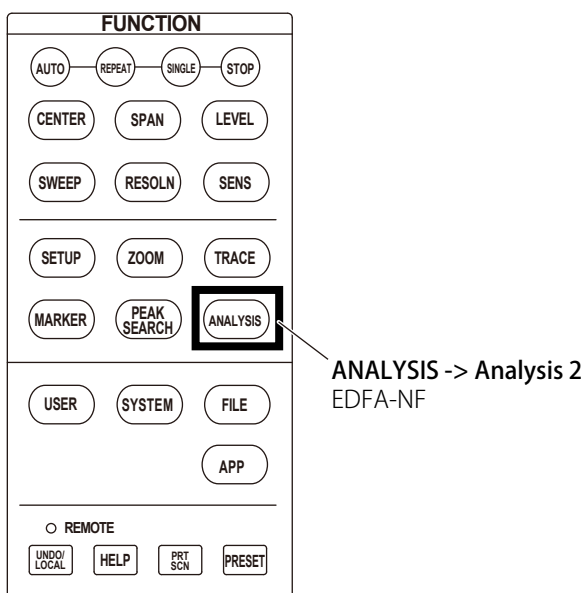 FUNCTION
AUTO REPEAT SINGLE STOP
CENTER SPAN LEVEL
SWEEP RESOLN SENS
SETUP ZOOM TRACE
MARKER PEAK SEARCH ANALYSIS
ANALYSIS -> Analysis 2
EDFA-NF
USER SYSTEM FILE
APP
REMOTE
UNDO/ LOCAL HELP PRT SCN PRESET